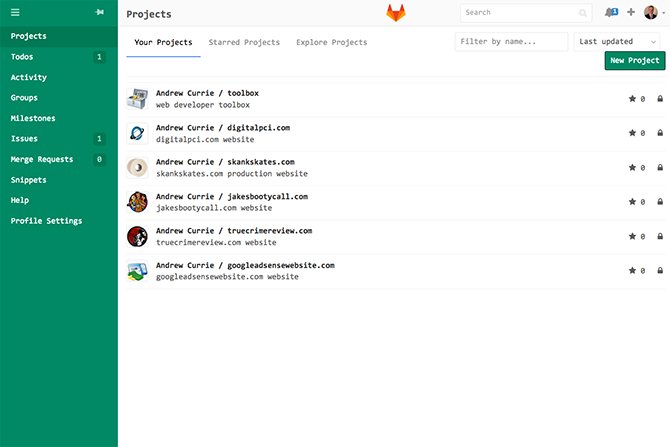 Projects
Search
1
Projects
Todos 1
Activity
Groups
Milestones
Issues 1
Merge Requests 0
Snippets
Help
Profile Settings
Your Projects Starred Projects Explore Projects
Filter by name...
Last updated
New Project
Andrew Currie / toolbox
web developer toolbox
0
Andrew Currie / digitalpci.com
digitalpci.com website
0
Andrew Currie / skankskates.com
skankskates.com production website
0
Andrew Currie / jakesbootycall.com
jakesbootycall.com website
0
Andrew Currie / truecrimereview.com
truecrimereview.com website
0
Andrew Currie / googleadsensewebsite.com
googleadsensewebsite.com website
0